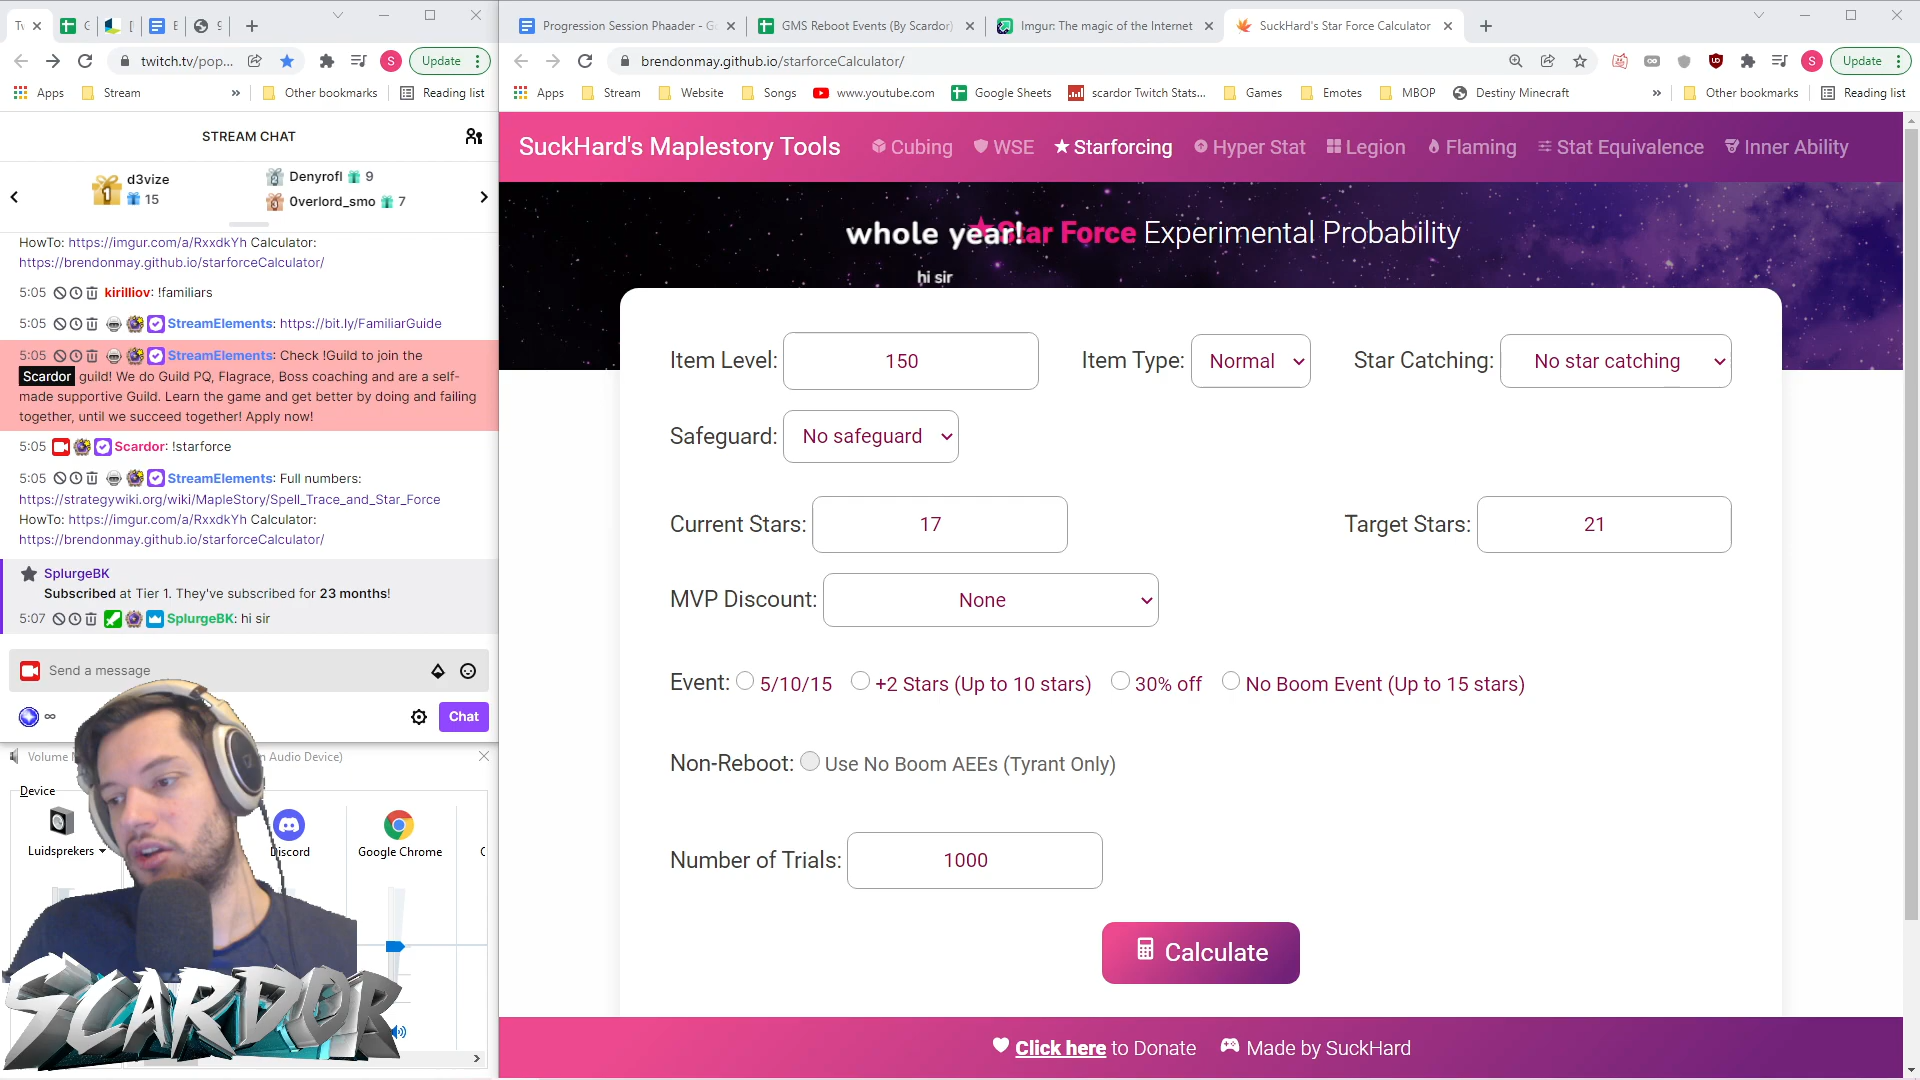 twitch.tv/pop...
Update
Apps
Stream
»
Other bookmarks
Reading list
STREAM CHAT
d3vize
15
Denyrofl 9
0verlord_smo 7
HowTo: https://imgur.com/a/RxxdkYh Calculator:
https://brendonmay.github.io/starforceCalculator/
5:05 kirilliov: !familiars
5:05 StreamElements: https://bit.ly/FamiliarGuide
5:05 StreamElements: Check !Guild to join the
Scardor guild! We do Guild PQ, Flagrace, Boss coaching and are a self-
made supportive Guild. Learn the game and get better by doing and failing
together, until we succeed together! Apply now!
5:05 Scardor: !starforce
5:05 StreamElements: Full numbers:
https://strategywiki.org/wiki/MapleStory/Spell_Trace_and_Star_Force
HowTo: https://imgur.com/a/RxxdkYh Calculator:
https://brendonmay.github.io/starforceCalculator/
SplurgeBK
Subscribed at Tier 1. They've subscribed for 23 months!
5:07 SplurgeBK: hi sir
Send a message
∞
Chat
Volume
n Audio Device)
Device
Luidsprekers
Discord
Google Chrome
SCARDOR
Progression Session Phaader - G
GMS Reboot Events (By Scardor)
Imgur: The magic of the Internet
SuckHard's Star Force Calculator
brendonmay.github.io/starforceCalculator/
S
Update
Apps
Stream
Website
Songs
www.youtube.com
Google Sheets
scardor Twitch Stats...
Games
Emotes
MBOP
Destiny Minecraft
»
Other bookmarks
Reading list
SuckHard's Maplestory Tools
Cubing
WSE
Starforcing
Hyper Stat
Legion
Flaming
Stat Equivalence
Inner Ability
whole year!
Star Force Experimental Probability
hi sir
Item Level: 150
Item Type: Normal
Star Catching: No star catching
Safeguard: No safeguard
Current Stars: 17
Target Stars: 21
MVP Discount: None
Event: 5/10/15 +2 Stars (Up to 10 stars) 30% off No Boom Event (Up to 15 stars)
Non-Reboot: Use No Boom AEEs (Tyrant Only)
Number of Trials: 1000
Calculate
Click here to Donate
Made by SuckHard